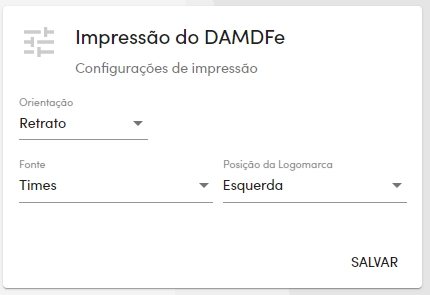 Impressão do DAMDFe
Configurações de impressão
Orientação
Retrato
Fonte
Posição da Logomarca
Times
Esquerda
SALVAR